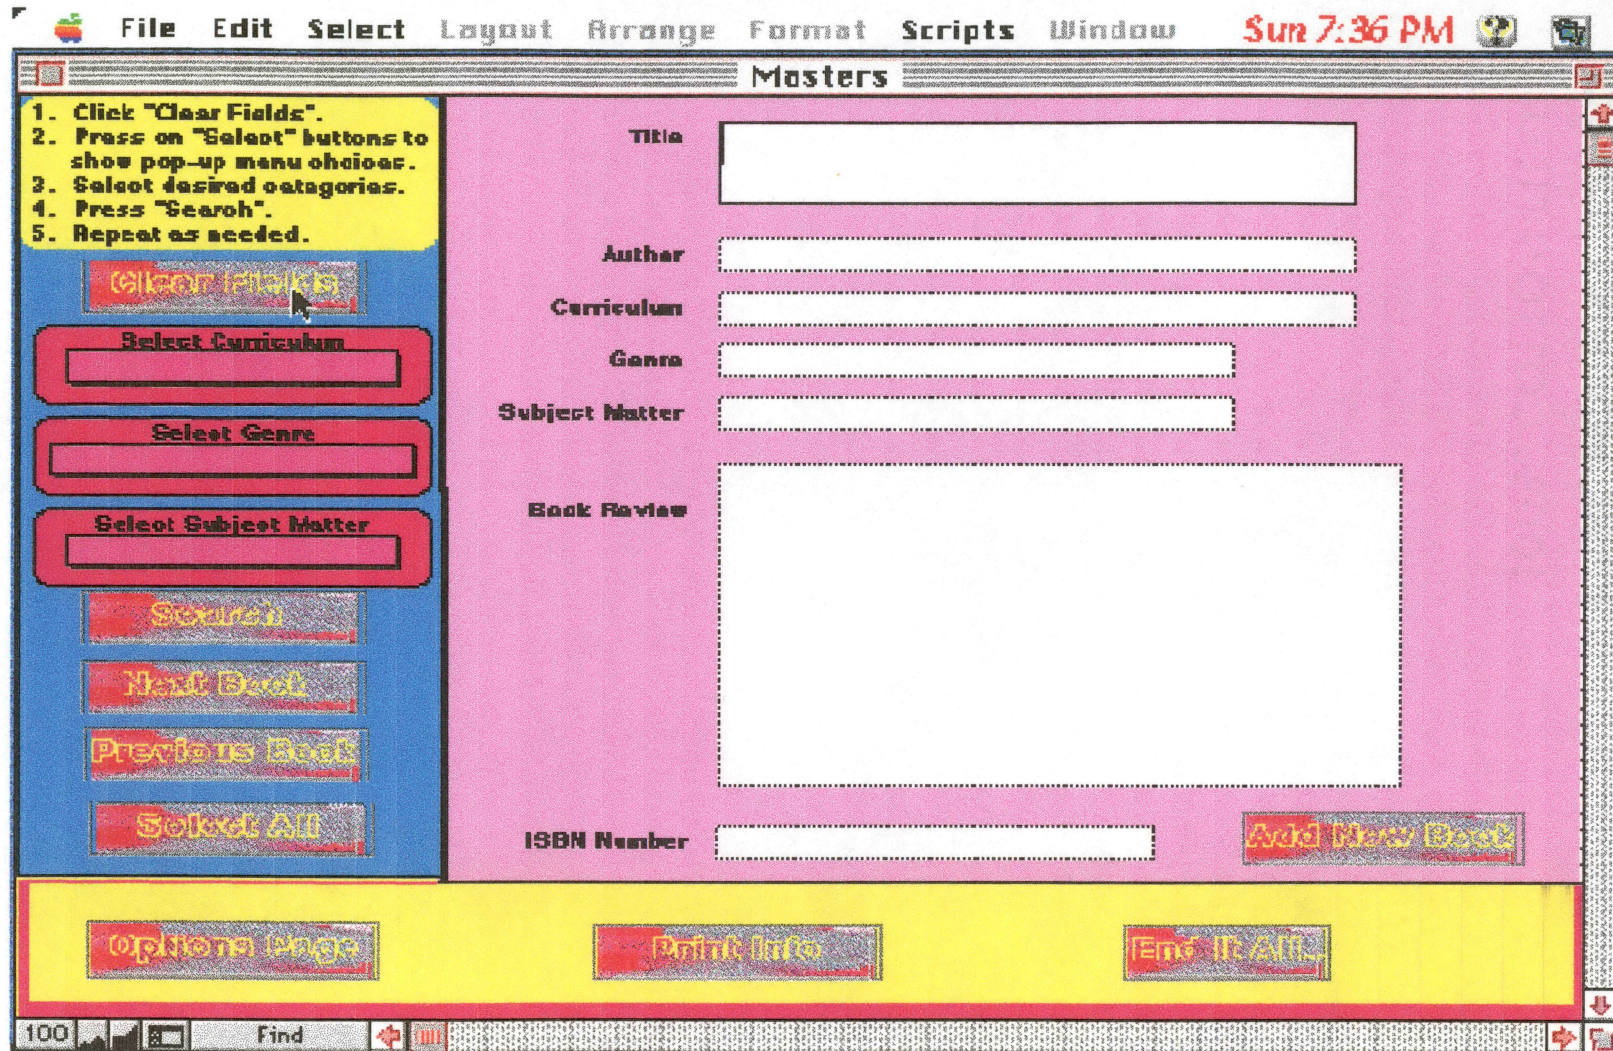 File Edit Select Layout Arrange Format Scripts Window Sun 7:36 PM
Masters
1. Click "Clear Fields".
2. Press on "Select" buttons to
show pop-up menu choices.
3. Select desired categories.
4. Press "Search".
5. Repeat as needed.
Clear Fields
Select Curriculum
Select Genre
Select Subject Matter
Search
Next Book
Previous Book
Select All
Title
Author
Curriculum
Genre
Subject Matter
Book Review
ISBN Number
Add New Book
Options Page
Print Info
End It All...
100
Find